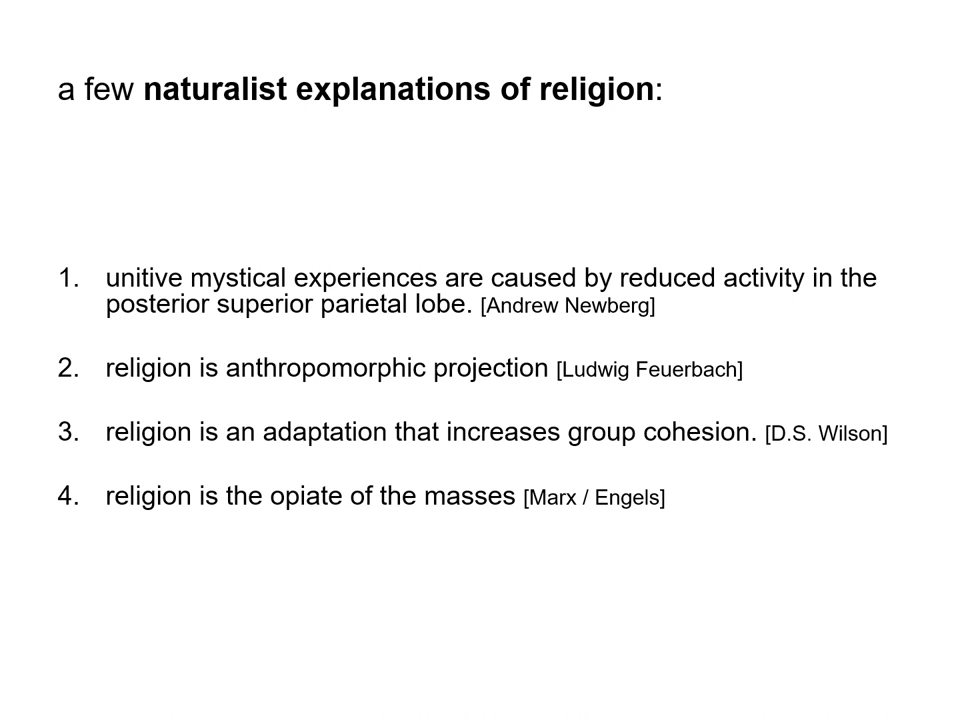 a few naturalist explanations of religion:
1. unitive mystical experiences are caused by reduced activity in the
posterior superior parietal lobe. [Andrew Newberg]
2. religion is anthropomorphic projection [Ludwig Feuerbach]
3. religion is an adaptation that increases group cohesion. [D.S. Wilson]
4. religion is the opiate of the masses [Marx / Engels]